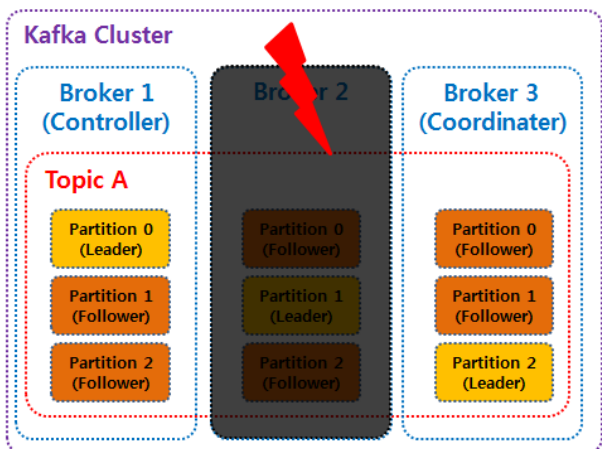 Kafka Cluster
Broker 1
(Controller)
Broker 2
Broker 3
(Coordinater)
Topic A
Partition 0
(Leader)
Partition 1
(Follower)
Partition 2
(Follower)
Partition 0
(Follower)
Partition 1
(Leader)
Partition 2
(Follower)
Partition 0
(Follower)
Partition 1
(Follower)
Partition 2
(Leader)